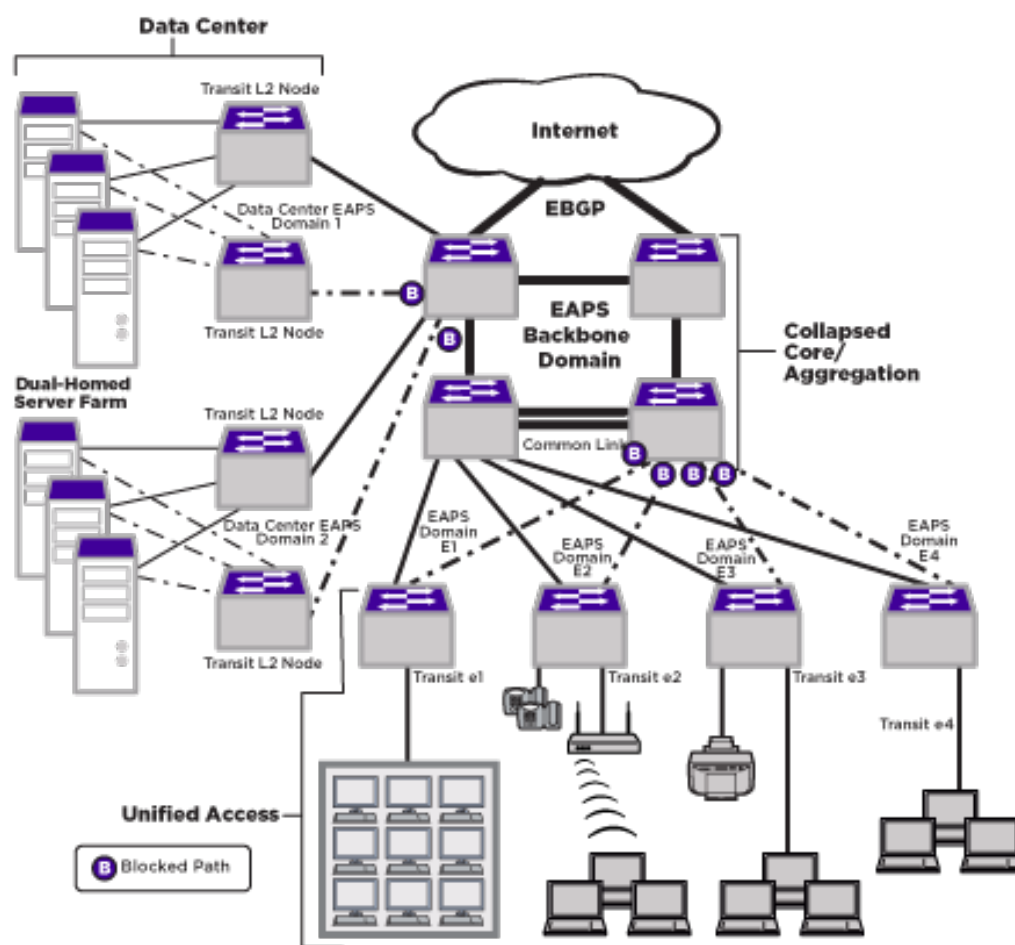 Data Center
Transit L2 Node
Internet
EBGP
Data Center EAPS
Domain 1
B
Transit L2 Node
B
EAPS
Backbone
Domain
Collapsed
Core/
Aggregation
Dual-Homed
Server Farm
Transit L2 Node
Common Link
B
B
B
B
Data Center EAPS
Domain 2
EAPS
Domain
E1
EAPS
Domain
E2
EAPS
Domain
E3
EAPS
Domain
E4
Transit L2 Node
Transit e1
Transit e2
Transit e3
Transit e4
Unified Access
B Blocked Path